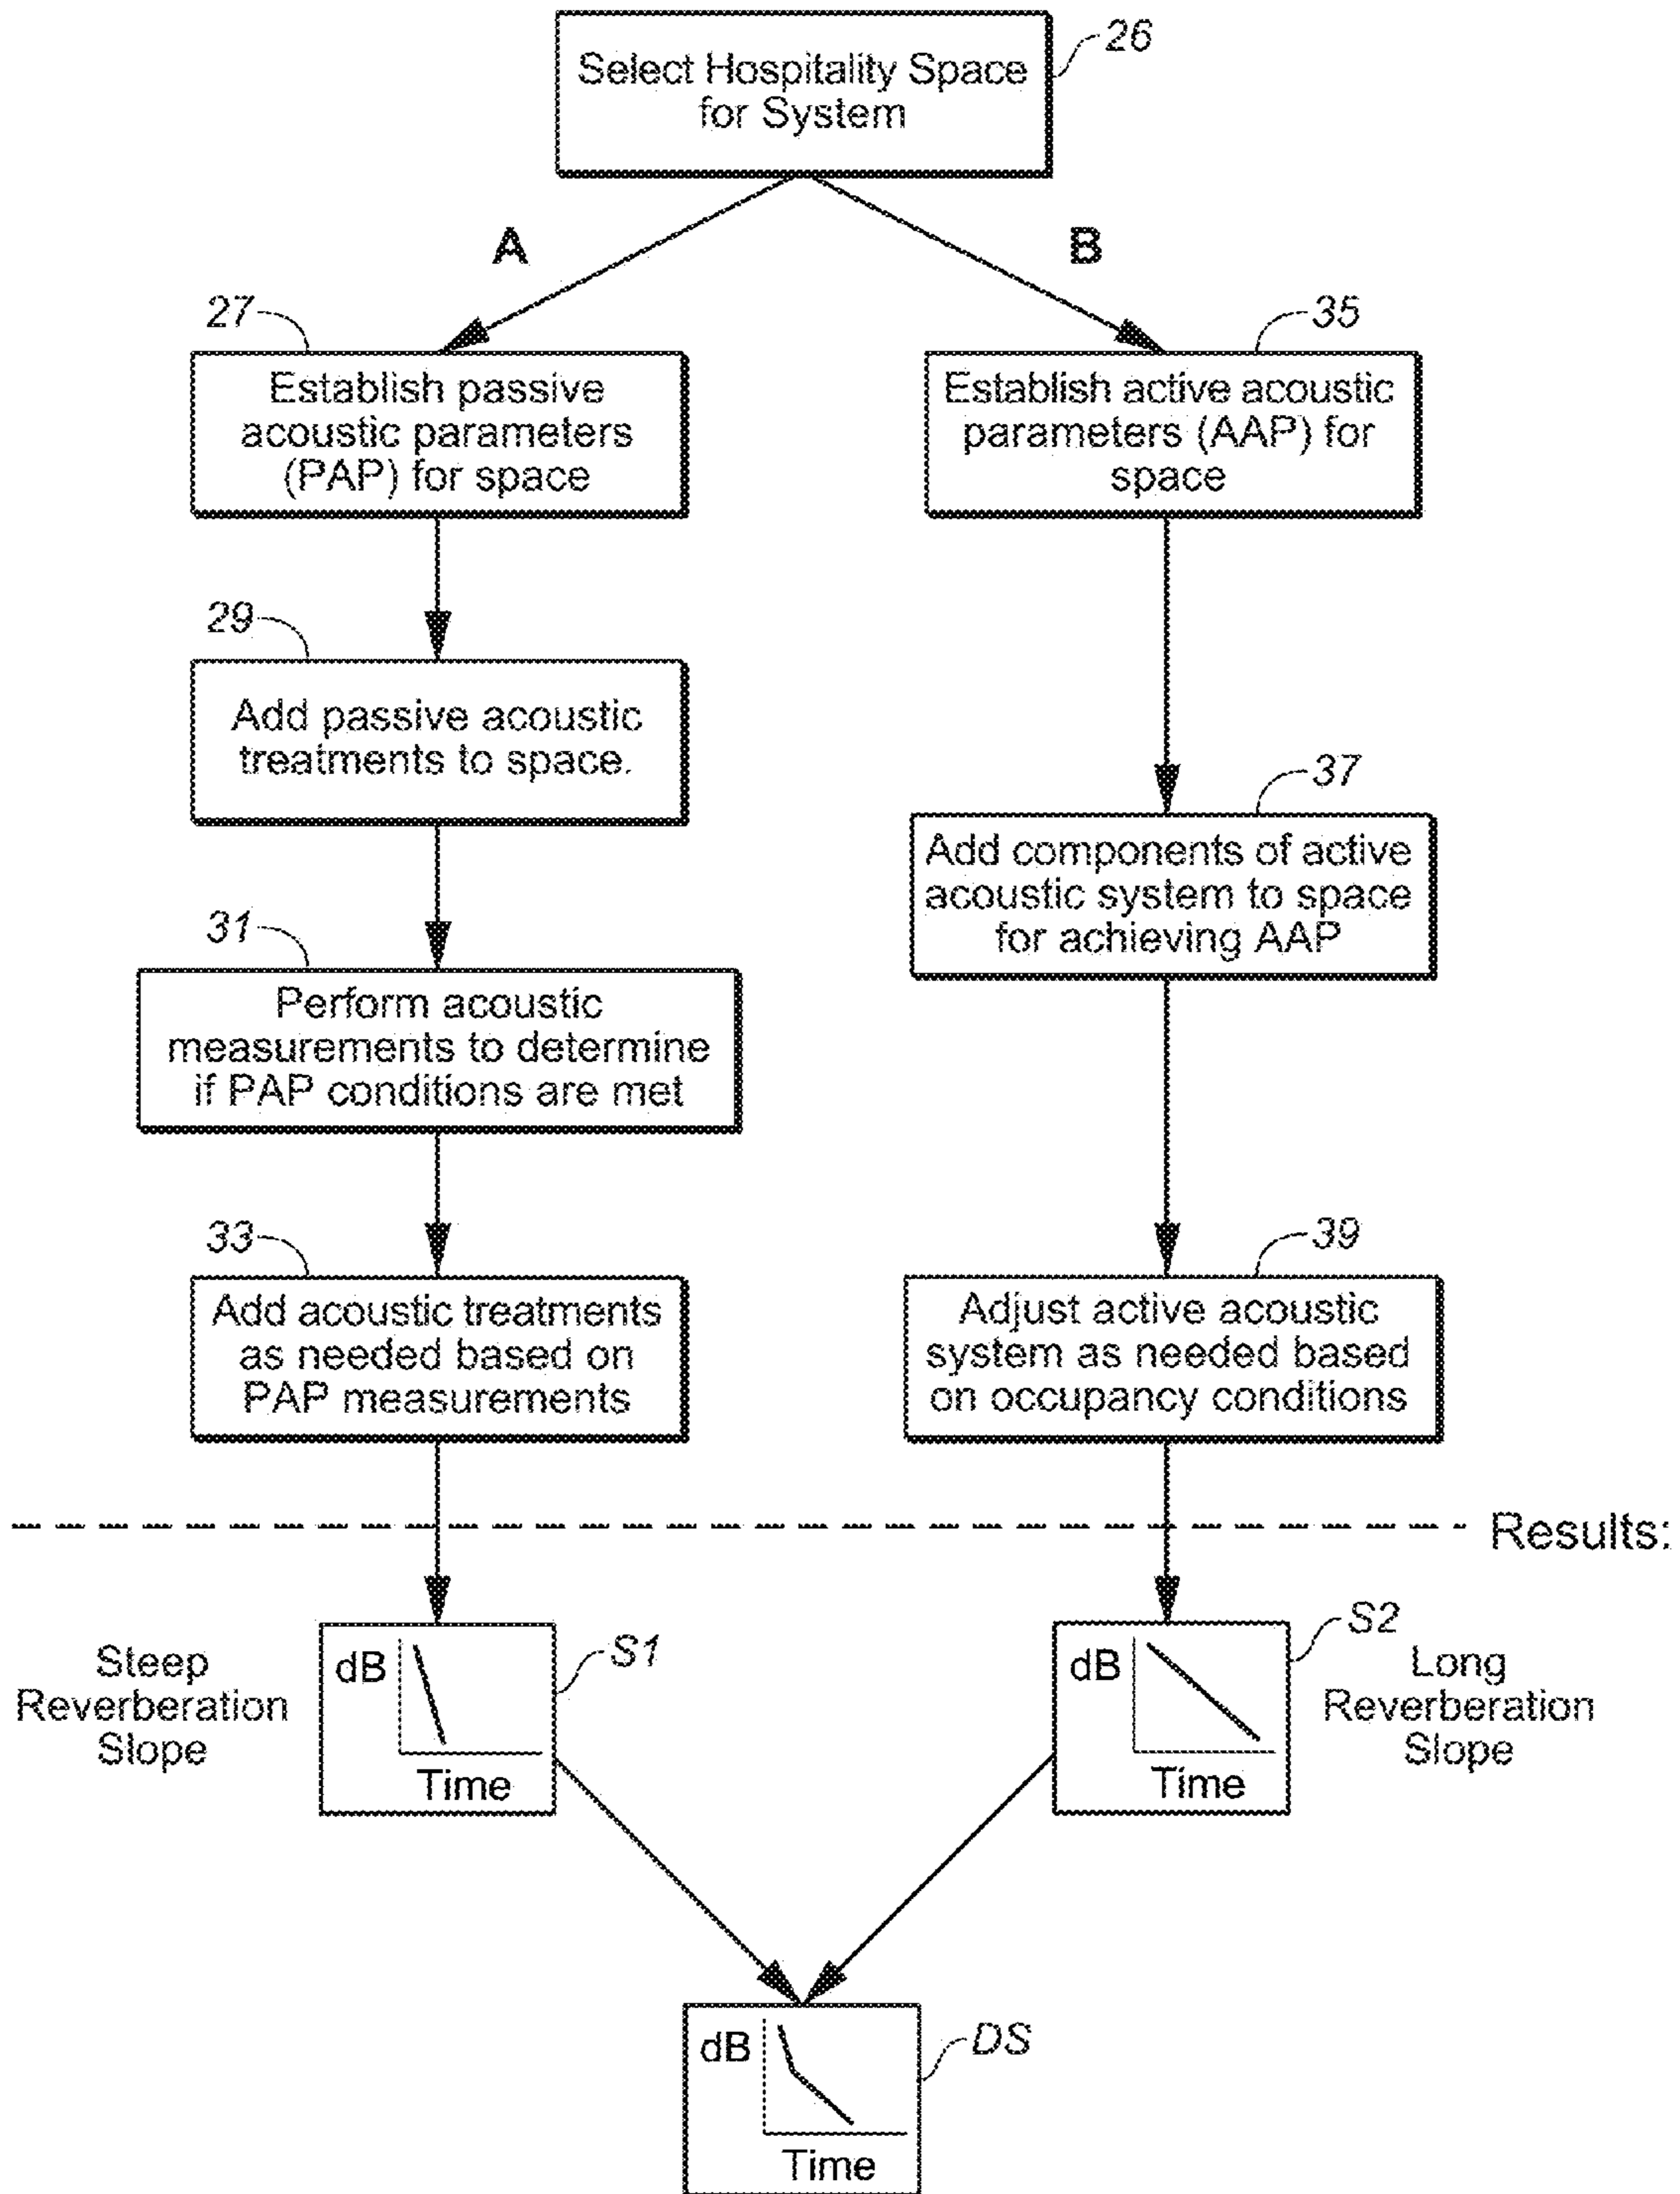 Select Hospitality Space
for System
26
A
B
27
Establish passive
acoustic parameters
(PAP) for space
35
Establish active acoustic
parameters (AAP) for
space
29
Add passive acoustic
treatments to space.
37
Add components of active
acoustic system to space
for achieving AAP
31
Perform acoustic
measurements to determine
if PAP conditions are met
33
Add acoustic treatments
as needed based on
PAP measurements
39
Adjust active acoustic
system as needed based
on occupancy conditions
Results:
Steep
Reverberation
Slope
dB
Time
S1
dB
Time
S2
Long
Reverberation
Slope
dB
Time
DS